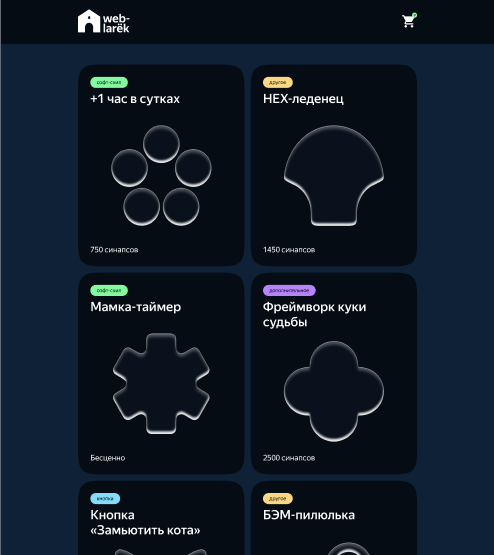 web-
larёk
софт-скил
+1 час в сутках
750 синапсов
другое
HEX-леденец
1450 синапсов
софт-скил
Мамка-таймер
Бесценно
дополнительное
Фреймворк куки
судьбы
2500 синапсов
кнопка
Кнопка
«Замьютить кота»
другое
БЭМ-пилюлька